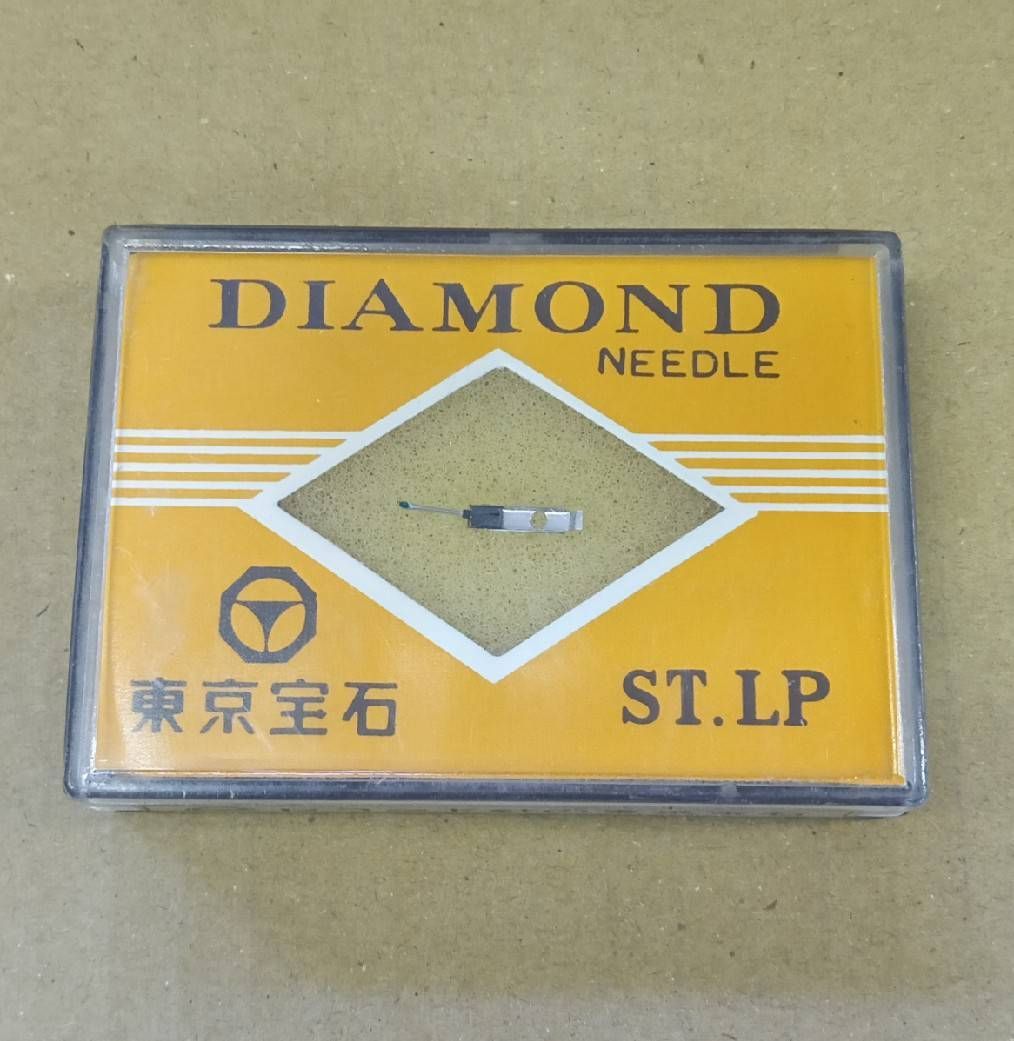 DIAMOND
NEEDLE
東京宝石
ST.LP